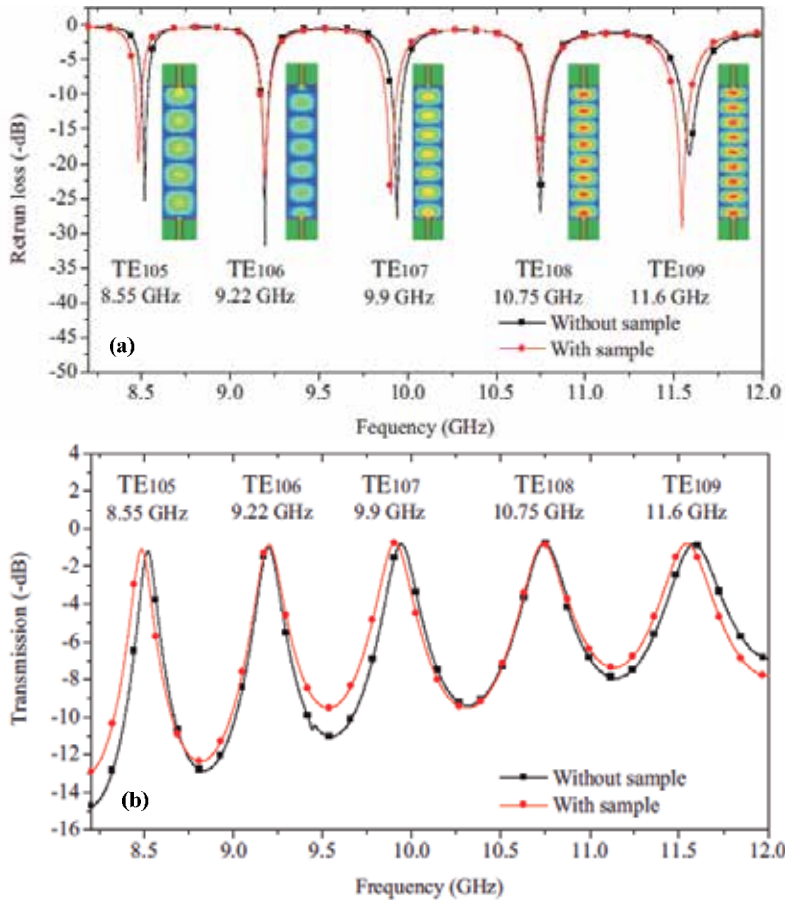 0
-5
-10
-15
-20
-25
-30
-35
-40
-45
-50
Retrun loss (-dB)
TE105 TE106 TE107 TE108 TE109
8.55 GHz 9.22 GHz 9.9 GHz 10.75 GHz 11.6 GHz
Without sample
With sample
(a)
8.5 9.0 9.5 10.0 10.5 11.0 11.5 12.0
Fequency (GHz)
4
2
0
-2
-4
-6
-8
-10
-12
-14
-16
Transmission (-dB)
TE105 TE106 TE107 TE108 TE109
8.55 GHz 9.22 GHz 9.9 GHz 10.75 GHz 11.6 GHz
Without sample
With sample
(b)
8.5 9.0 9.5 10.0 10.5 11.0 11.5 12.0
Frequency (GHz)